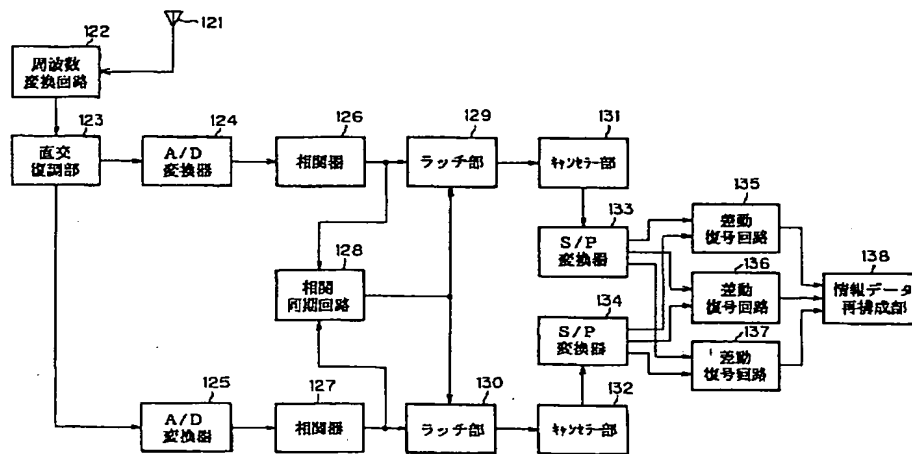 121
122
周波数
変換回路
123
直交
復調部
124
A/D
変換器
126
相関器
129
ラッチ部
131
キャンセラー部
128
相関
同期回路
133
S/P
変換器
134
S/P
変換器
135
差動
復号回路
136
差動
復号回路
137
差動
復号回路
138
情報データ
再構成部
125
A/D
変換器
127
相関器
130
ラッチ部
132
キャンセラー部